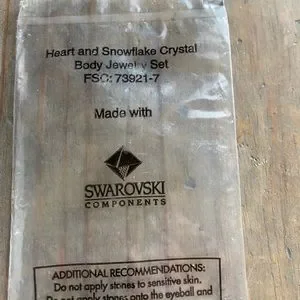 Heart and Snowflake Crystal
Body Jewelry Set
FSC: 73921-7
Made with
SWAROVSKI
COMPONENTS
ADDITIONAL RECOMMENDATIONS:
Do not apply stones to sensitive skin.
Do not apply stones onto the eyeball and